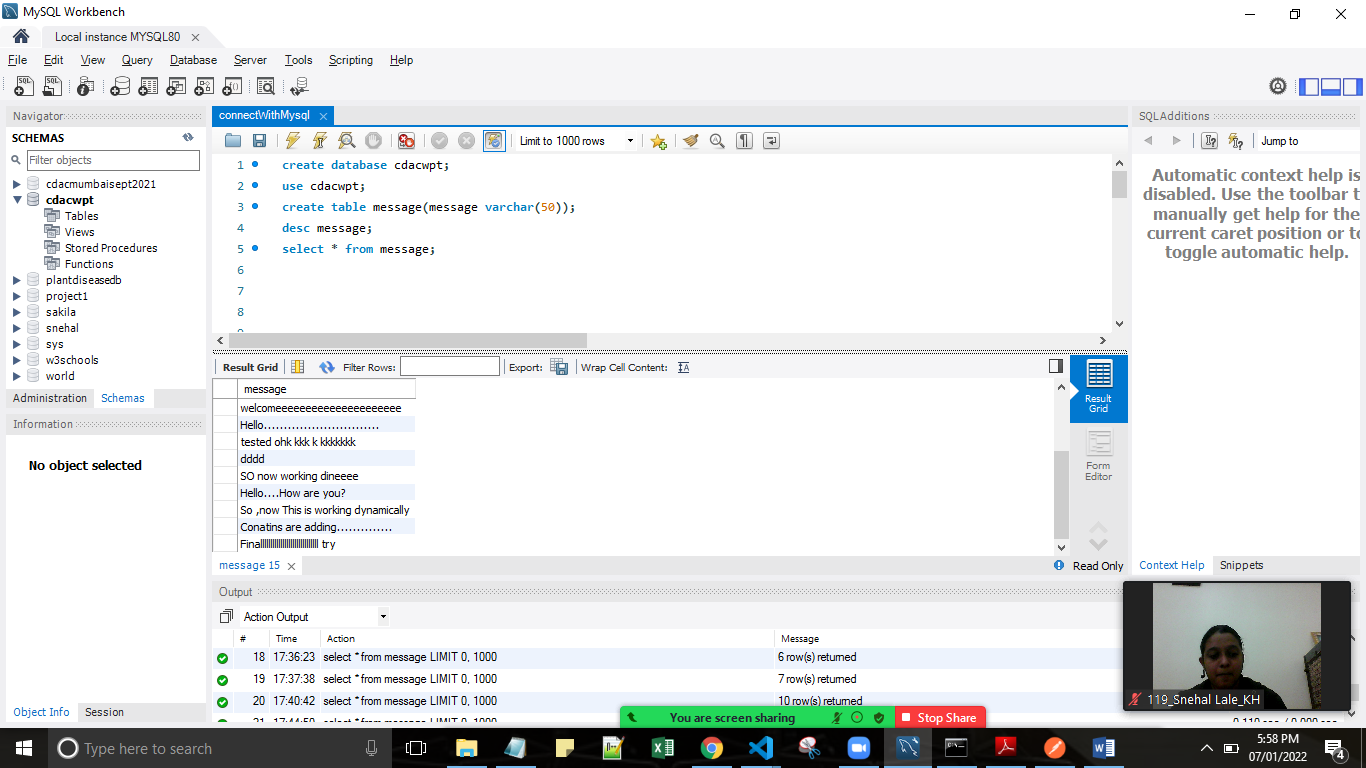 MySQL Workbench
Local instance MYSQL80
File Edit View Query Database Server Tools Scripting Help
Navigator
SCHEMAS
Filter objects
cdacmumbaisept2021
cdacwpt
Tables
Views
Stored Procedures
Functions
plantdiseasedb
project1
sakila
snehal
sys
w3schools
world
Administration Schemas
Information
No object selected
Object Info Session
connectWithMysql
Limit to 1000 rows
1 create database cdacwpt;
2 use cdacwpt;
3 create table message(message varchar(50));
4 desc message;
5 select * from message;
6
7
8
Result Grid Filter Rows: Export: Wrap Cell Content:
message
welcomeeeeeeeeeeeeeeeeeeeeee
Hello.............................
tested ohk kkk k kkkkkkk
dddd
SO now working dineeee
Hello....How are you?
So ,now This is working dynamically
Conatins are adding..............
Finallllllllllllllllllllllllll try
Result Grid
Form Editor
message 15
Read Only
Output
Action Output
# Time Action Message
18 17:36:23 select * from message LIMIT 0, 1000 6 row(s) returned
19 17:37:38 select * from message LIMIT 0, 1000 7 row(s) returned
20 17:40:42 select * from message LIMIT 0, 1000 10 row(s) returned
SQLAdditions
Jump to
Automatic context help is
disabled. Use the toolbar t
manually get help for the
current caret position or to
toggle automatic help.
Context Help Snippets
119_Snehal Lale_KH
You are screen sharing Stop Share
Type here to search
5:58 PM
07/01/2022
4